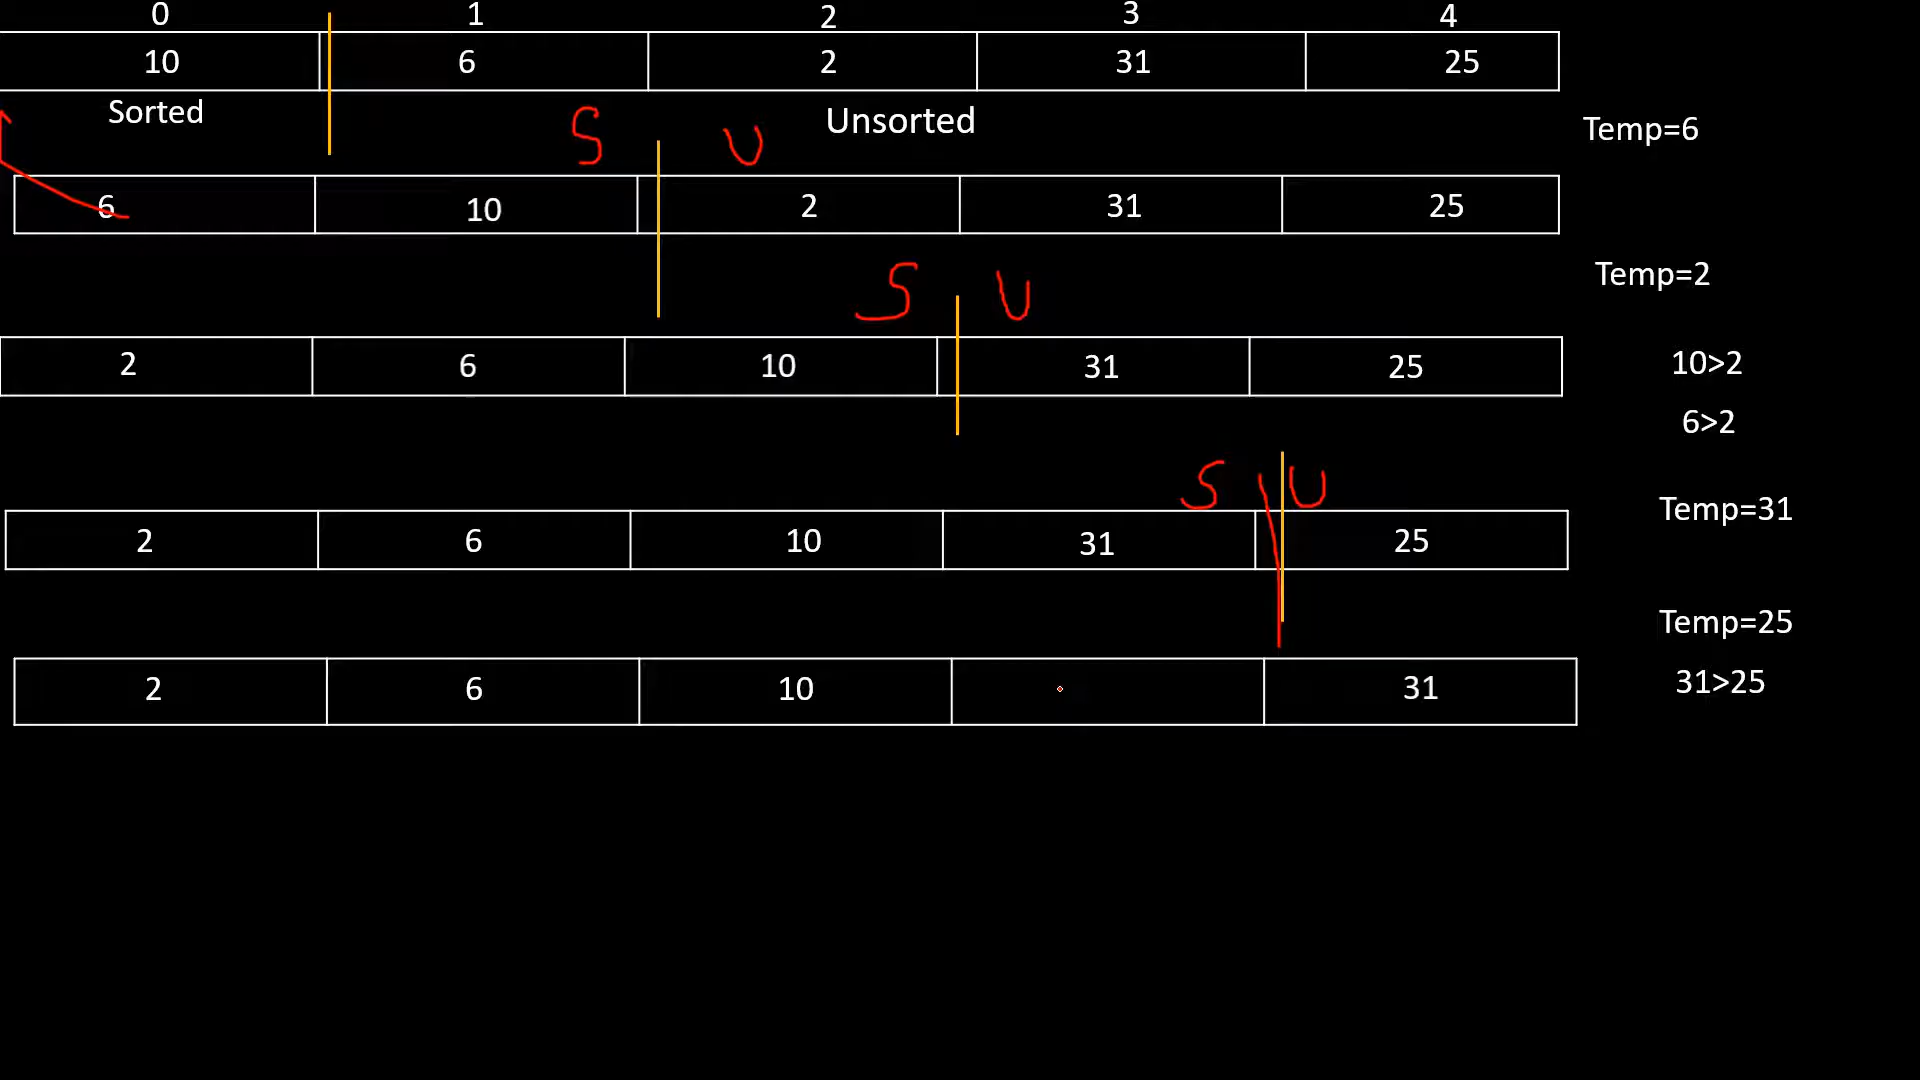 0 1 2 3 4
10 6 2 31 25
Sorted Unsorted
S U
Temp=6
6 10 2 31 25
S U
Temp=2
2 6 10 31 25
10>2
6>2
S U
Temp=31
2 6 10 31 25
Temp=25
2 6 10 31
31>25